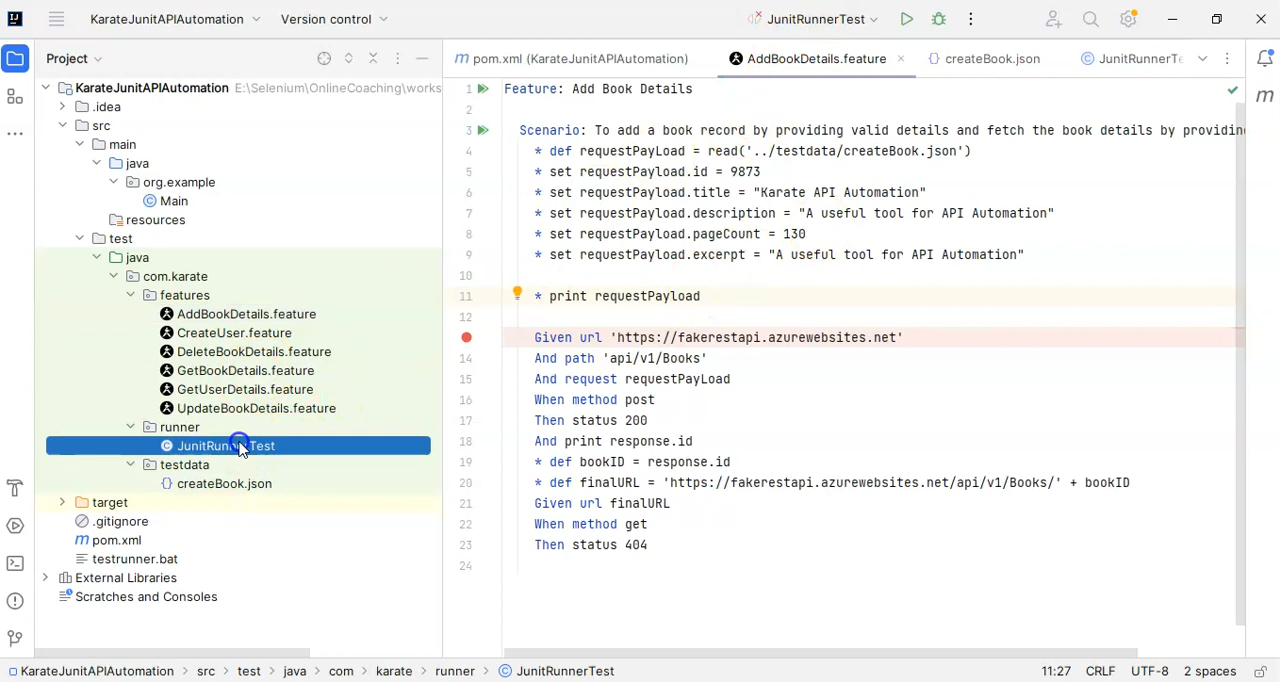 KarateJunitAPIAutomation
Version control
JunitRunnerTest
Project
pom.xml (KarateJunitAPIAutomation)
AddBookDetails.feature
createBook.json
JunitRunnerTe
KarateJunitAPIAutomation E:\Selenium\OnlineCoaching\works
.idea
src
main
java
org.example
Main
resources
test
java
com.karate
features
AddBookDetails.feature
CreateUser.feature
DeleteBookDetails.feature
GetBookDetails.feature
GetUserDetails.feature
UpdateBookDetails.feature
runner
JunitRunnerTest
testdata
createBook.json
target
.gitignore
pom.xml
testrunner.bat
External Libraries
Scratches and Consoles
1 Feature: Add Book Details
2
3 Scenario: To add a book record by providing valid details and fetch the book details by providin
4 * def requestPayLoad = read('../testdata/createBook.json')
5 * set requestPayload.id = 9873
6 * set requestPayload.title = "Karate API Automation"
7 * set requestPayload.description = "A useful tool for API Automation"
8 * set requestPayload.pageCount = 130
9 * set requestPayload.excerpt = "A useful tool for API Automation"
10
11 * print requestPayload
12
Given url 'https://fakerestapi.azurewebsites.net'
14 And path 'api/v1/Books'
15 And request requestPayLoad
16 When method post
17 Then status 200
18 And print response.id
19 * def bookID = response.id
20 * def finalURL = 'https://fakerestapi.azurewebsites.net/api/v1/Books/' + bookID
21 Given url finalURL
22 When method get
23 Then status 404
24
KarateJunitAPIAutomation > src > test > java > com > karate > runner > JunitRunnerTest
11:27 CRLF UTF-8 2 spaces